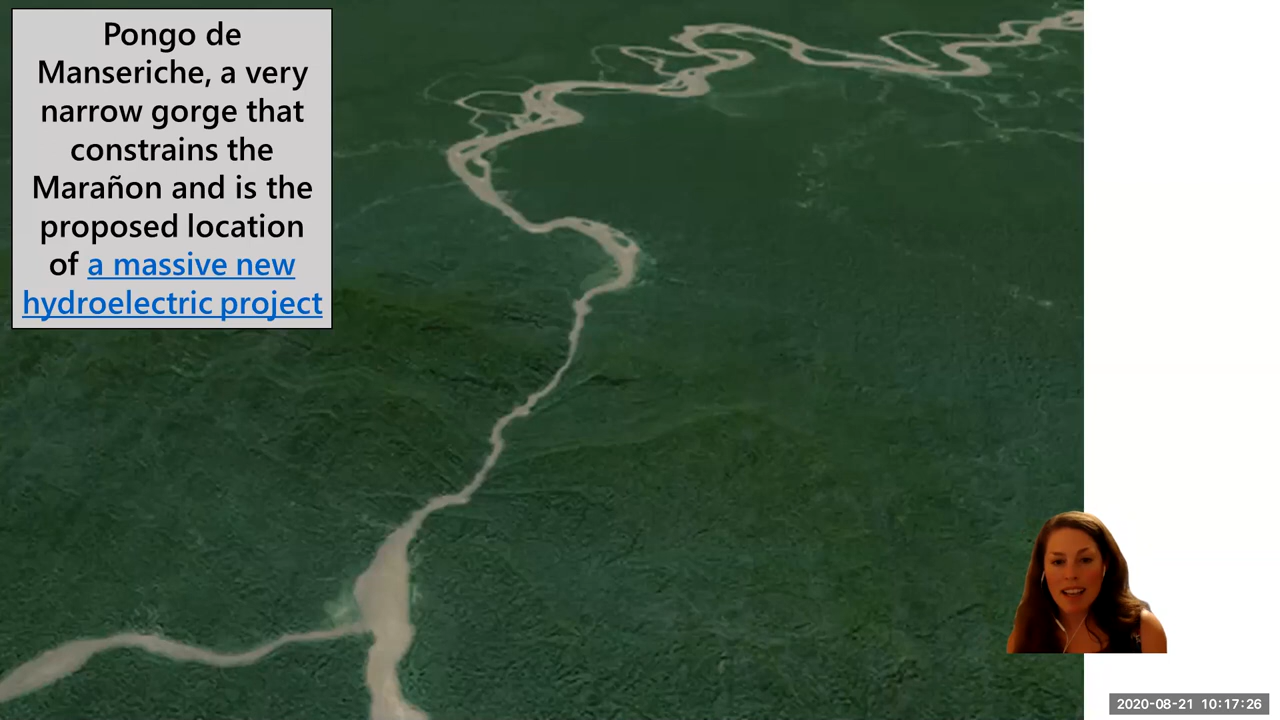 Pongo de
Manseriche, a very
narrow gorge that
constrains the
Marañon and is the
proposed location
of a massive new
hydroelectric project
2020-08-21 10:17:26